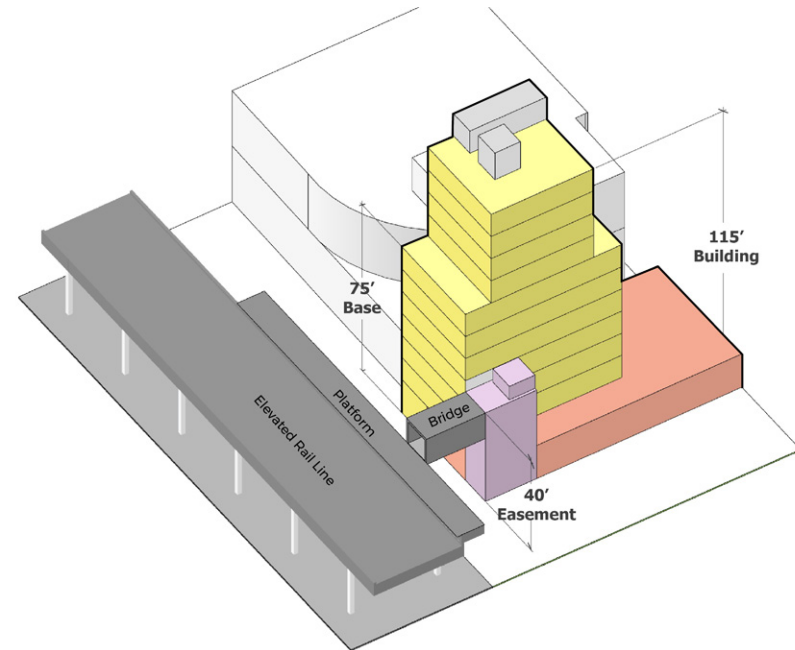 115′
Building
75′
Base
Platform
Bridge
Elevated Rail Line
40′
Easement